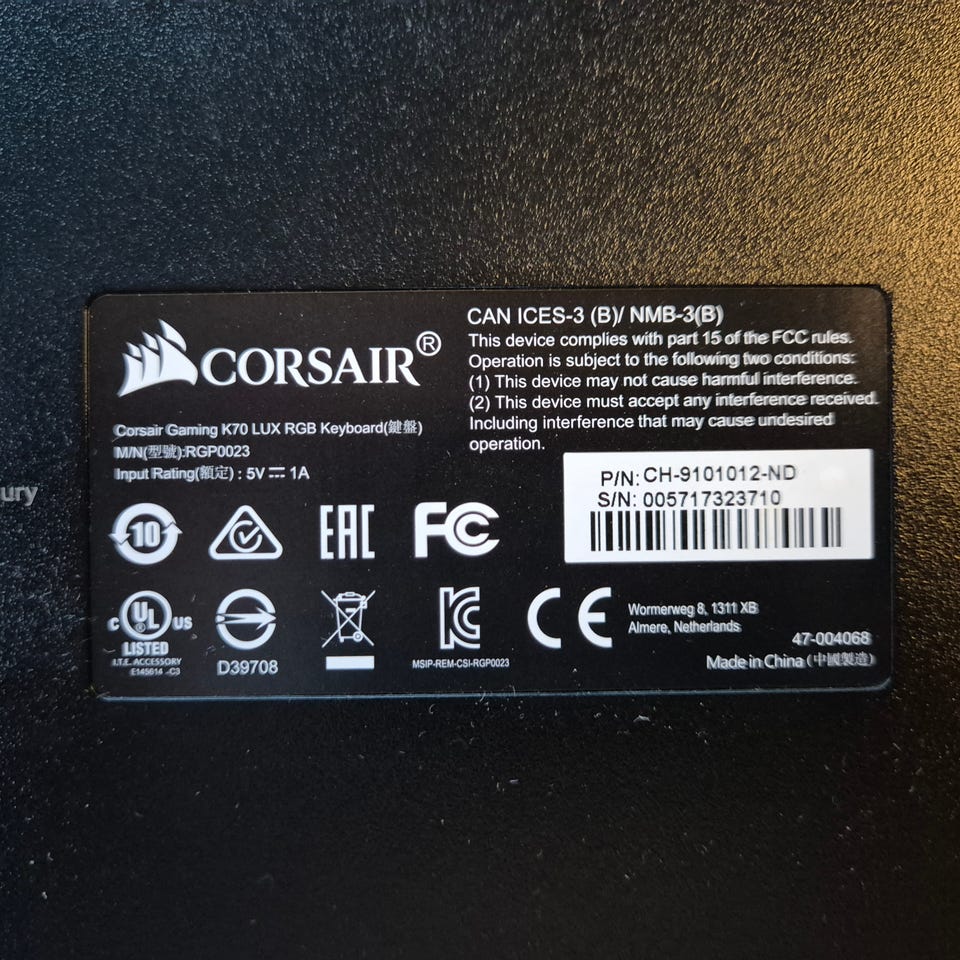 CORSAIR®
Corsair Gaming K70 LUX RGB Keyboard(鍵盤)
M/N(型號):RGP0023
Input Rating(額定) : 5V ⎓ 1A
CAN ICES-3 (B)/ NMB-3(B)
This device complies with part 15 of the FCC rules.
Operation is subject to the following two conditions:
(1) This device may not cause harmful interference.
(2) This device must accept any interference received.
Including interference that may cause undesired
operation.
P/N: CH-9101012-ND
S/N: 005717323710
ury
10
EAC
FC
c UL ® US
LISTED
I.T.E. ACCESSORY
E145614 -C3
D39708
KC
MSIP-REM-CSI-RGP0023
CE
Wormerweg 8, 1311 XB
Almere, Netherlands
47-004068
Made in China (中國製造)